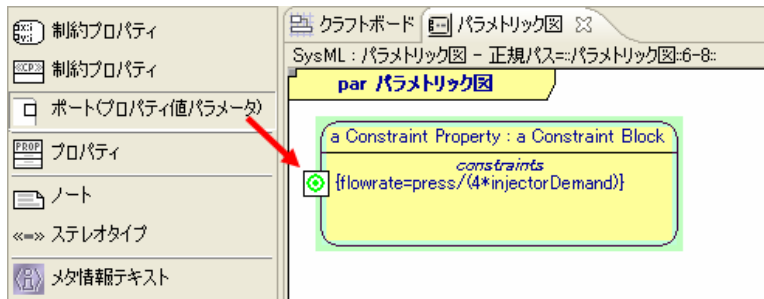 制約プロパティ
制約プロパティ
ポート(プロパティ値パラメータ)
プロパティ
ノート
«=» ステレオタイプ
メタ情報テキスト
クラフトボード パラメトリック図
SysML : パラメトリック図 - 正規パス=::パラメトリック図::6-8::
par パラメトリック図
a Constraint Property : a Constraint Block
constraints
{flowrate=press/(4*injectorDemand)}